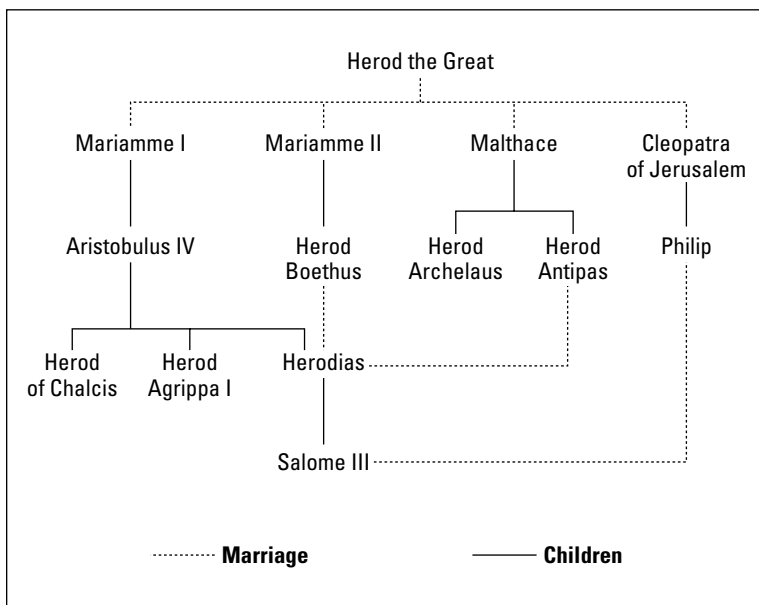 Herod the Great
Mariamme I
Mariamme II
Malthace
Cleopatra
of Jerusalem
Aristobulus IV
Herod
Boethus
Herod
Archelaus
Herod
Antipas
Philip
Herod
of Chalcis
Herod
Agrippa I
Herodias
Salome III
Marriage
Children